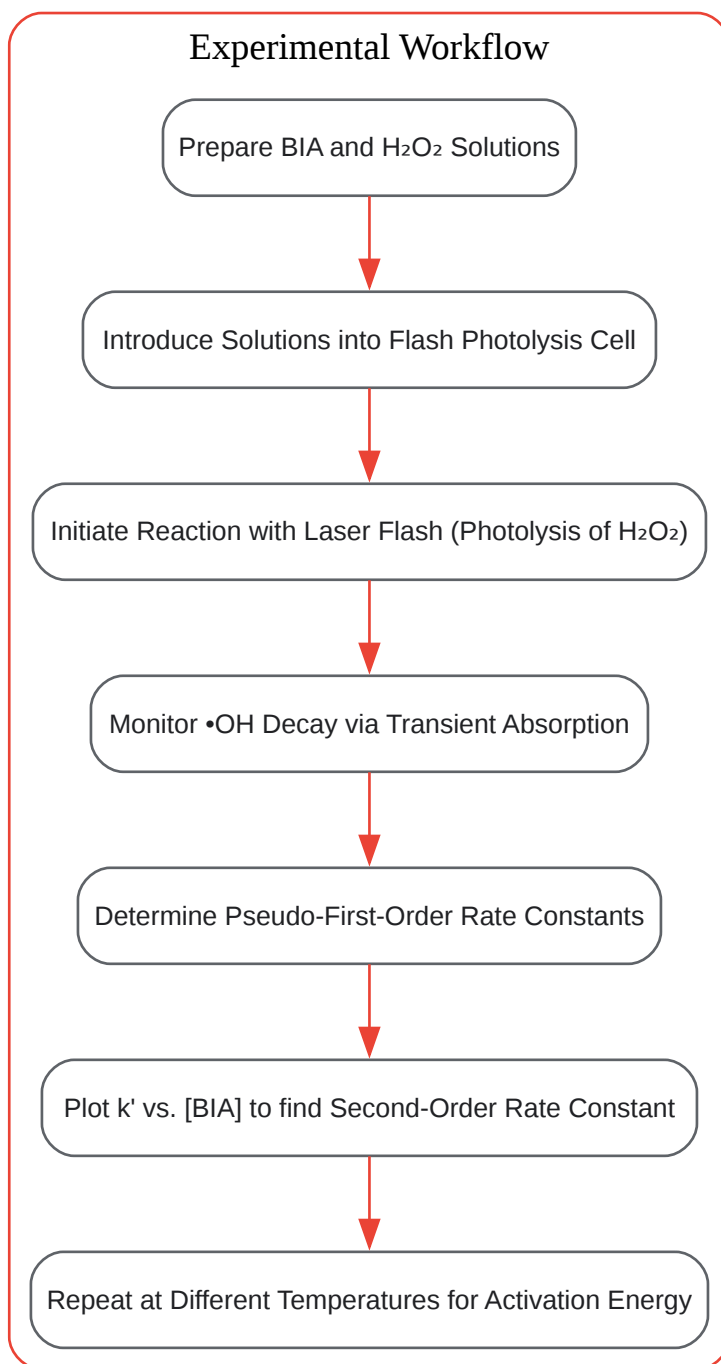 Experimental Workflow
Prepare BIA and H₂O₂ Solutions
Introduce Solutions into Flash Photolysis Cell
Initiate Reaction with Laser Flash (Photolysis of H₂O₂)
Monitor •OH Decay via Transient Absorption
Determine Pseudo-First-Order Rate Constants
Plot k' vs. [BIA] to find Second-Order Rate Constant
Repeat at Different Temperatures for Activation Energy